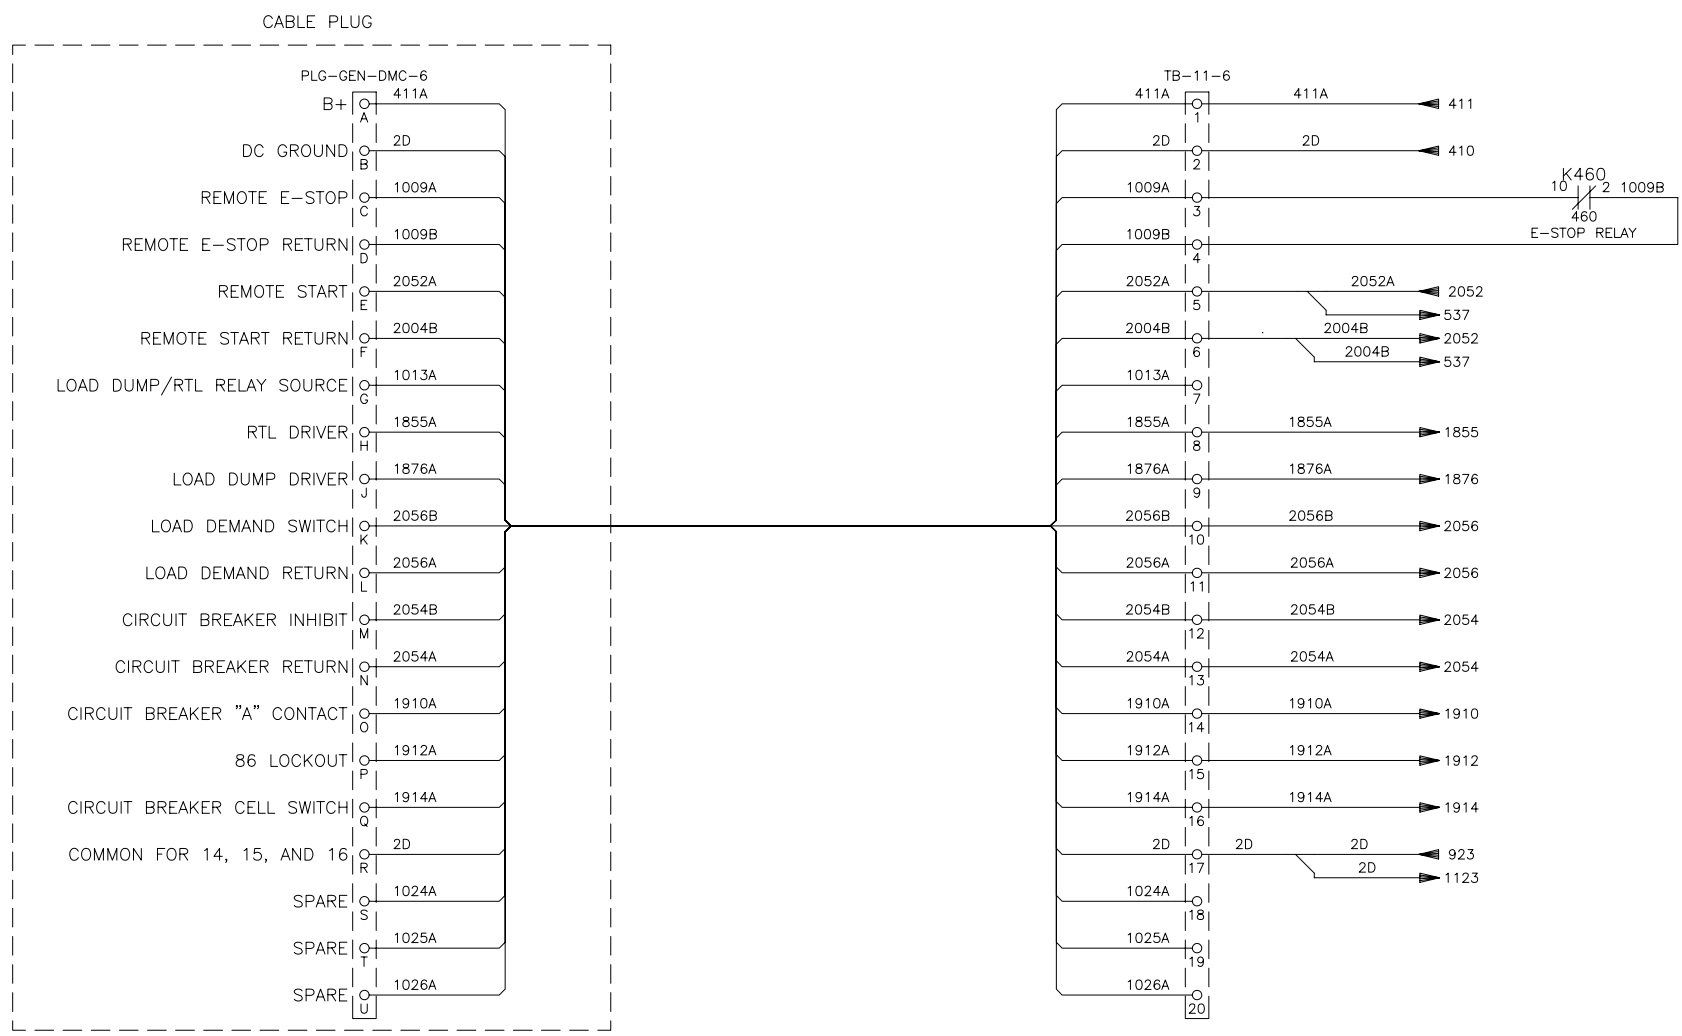 CABLE PLUG
PLG-GEN-DMC-6 TB-11-6
B+ 411A 411A 411A 411
A 1
DC GROUND 2D 2D 2D 410
B 2
K460
REMOTE E-STOP 1009A 1009A 10 2 1009B
C 3 460
E-STOP RELAY
REMOTE E-STOP RETURN 1009B 1009B
D 4
REMOTE START 2052A 2052A 2052A 2052
E 5
537
REMOTE START RETURN 2004B 2004B 2004B 2052
F 6
2004B 537
LOAD DUMP/RTL RELAY SOURCE 1013A 1013A
G 7
RTL DRIVER 1855A 1855A 1855A 1855
H 8
LOAD DUMP DRIVER 1876A 1876A 1876A 1876
J 9
LOAD DEMAND SWITCH 2056B 2056B 2056B 2056
K 10
LOAD DEMAND RETURN 2056A 2056A 2056A 2056
L 11
CIRCUIT BREAKER INHIBIT 2054B 2054B 2054B 2054
M 12
CIRCUIT BREAKER RETURN 2054A 2054A 2054A 2054
N 13
CIRCUIT BREAKER "A" CONTACT 1910A 1910A 1910A 1910
O 14
86 LOCKOUT 1912A 1912A 1912A 1912
P 15
CIRCUIT BREAKER CELL SWITCH 1914A 1914A 1914A 1914
Q 16
COMMON FOR 14, 15, AND 16 2D 2D 2D 2D 923
R 17
2D 1123
SPARE 1024A 1024A
S 18
SPARE 1025A 1025A
T 19
SPARE 1026A 1026A
U 20